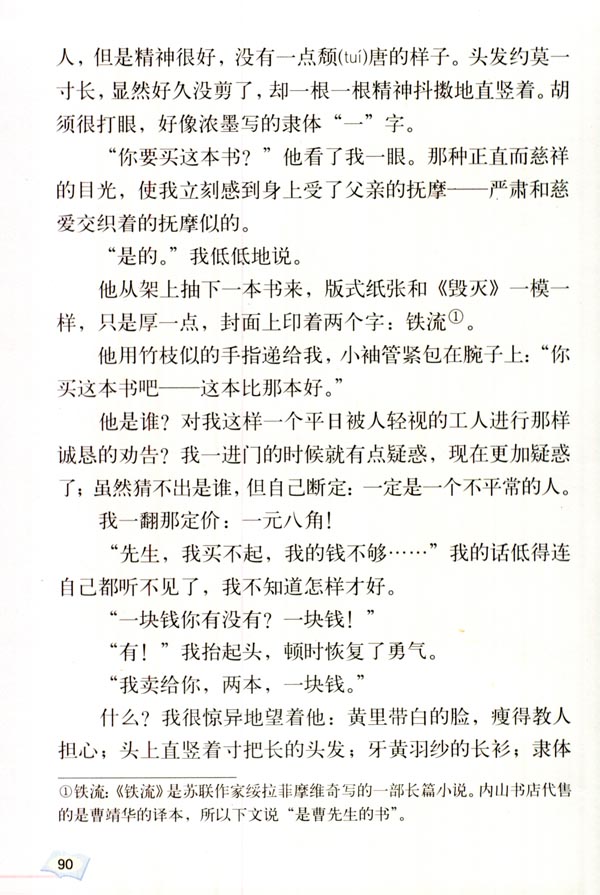 人，但是精神很好，没有一点颓(tuí)唐的样子。头发约莫一
寸长，显然好久没剪了，却一根一根精神抖擞地直竖着。胡
须很打眼，好像浓墨写的隶体“一”字。
“你要买这本书？”他看了我一眼。那种正直而慈祥
的目光，使我立刻感到身上受了父亲的抚摩——严肃和慈
爱交织着的抚摩似的。
“是的。”我低低地说。
他从架上抽下一本书来，版式纸张和《毁灭》一模一
样，只是厚一点，封面上印着两个字：铁流①。
他用竹枝似的手指递给我，小袖管紧包在腕子上：“你
买这本书吧——这本比那本好。”
他是谁？对我这样一个平日被人轻视的工人进行那样
诚恳的劝告？我一进门的时候就有点疑惑，现在更加疑惑
了；虽然猜不出是谁，但自己断定：一定是一个不平常的人。
我一翻那定价：一元八角！
“先生，我买不起，我的钱不够……”我的话低得连
自己都听不见了，我不知道怎样才好。
“一块钱你有没有？一块钱！”
“有！”我抬起头，顿时恢复了勇气。
“我卖给你，两本，一块钱。”
什么？我很惊异地望着他：黄里带白的脸，瘦得教人
担心；头上直竖着寸把长的头发；牙黄羽纱的长衫；隶体
①铁流：《铁流》是苏联作家绥拉菲摩维奇写的一部长篇小说。内山书店代售
的是曹靖华的译本，所以下文说“是曹先生的书”。
90